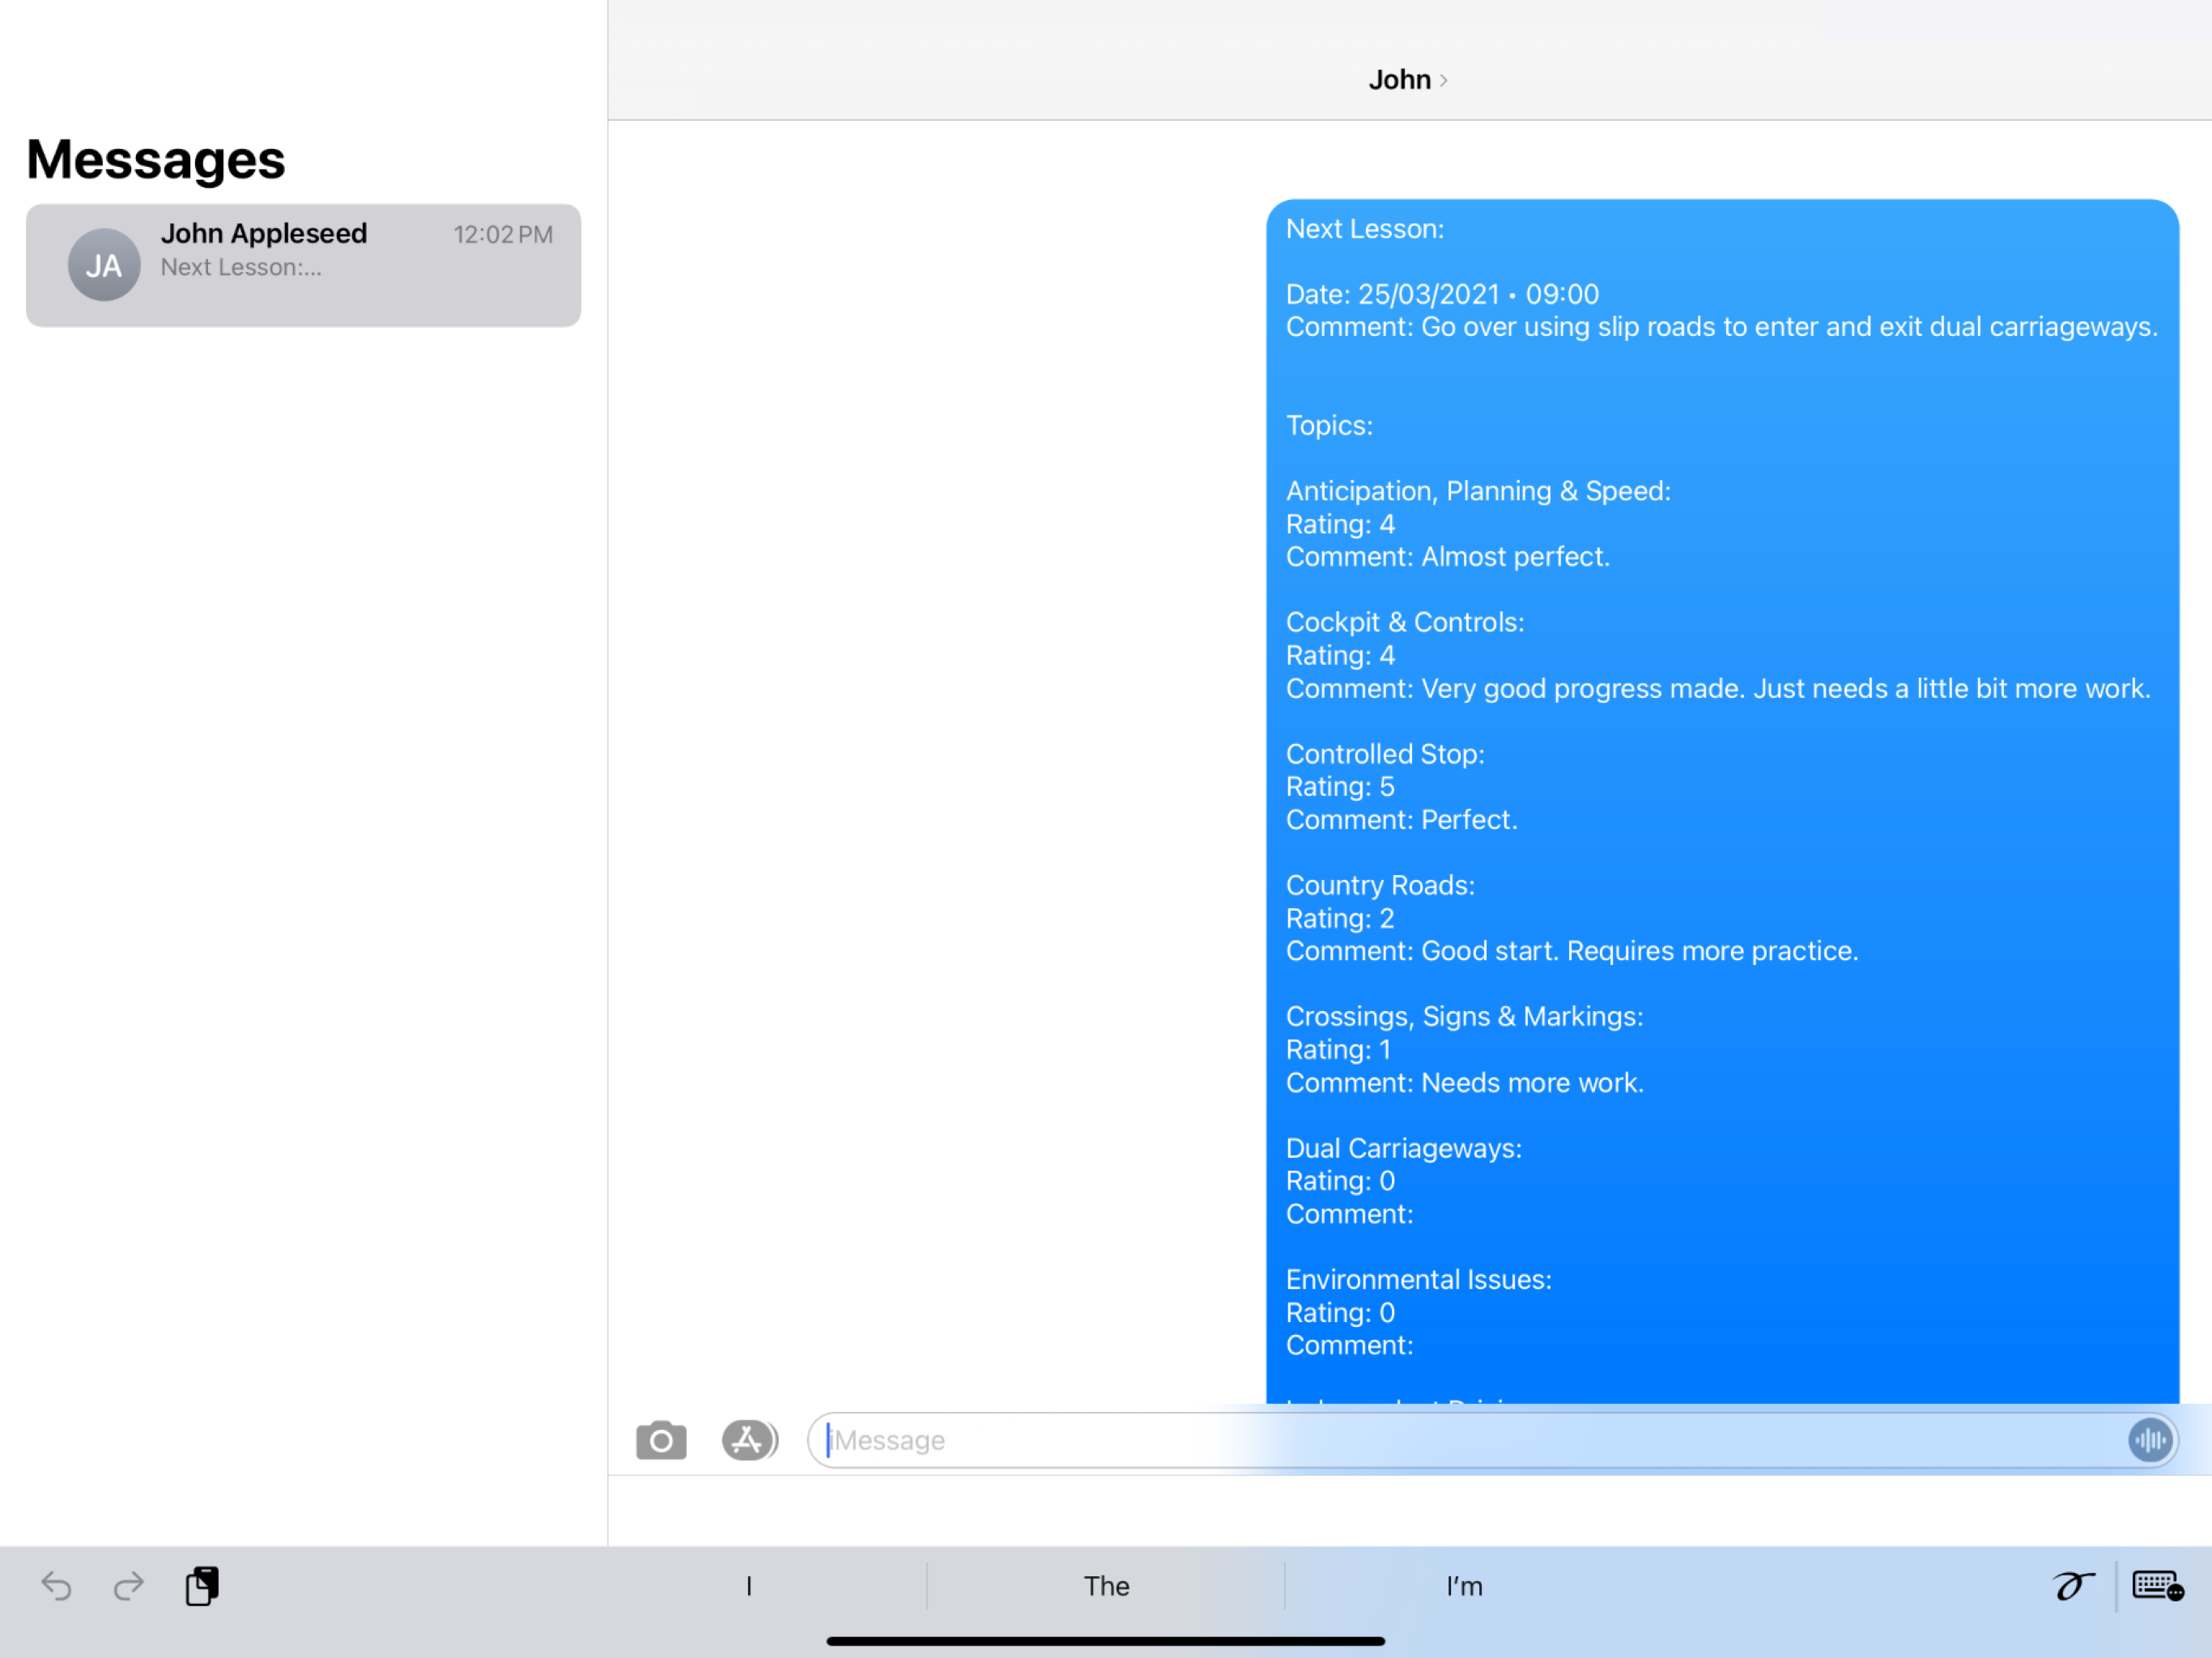 Messages
JA
John Appleseed
12:02 PM
Next Lesson:...
John
Next Lesson:
Date: 25/03/2021 • 09:00
Comment: Go over using slip roads to enter and exit dual carriageways.
Topics:
Anticipation, Planning & Speed:
Rating: 4
Comment: Almost perfect.
Cockpit & Controls:
Rating: 4
Comment: Very good progress made. Just needs a little bit more work.
Controlled Stop:
Rating: 5
Comment: Perfect.
Country Roads:
Rating: 2
Comment: Good start. Requires more practice.
Crossings, Signs & Markings:
Rating: 1
Comment: Needs more work.
Dual Carriageways:
Rating: 0
Comment:
Environmental Issues:
Rating: 0
Comment:
iMessage
I
The
I’m